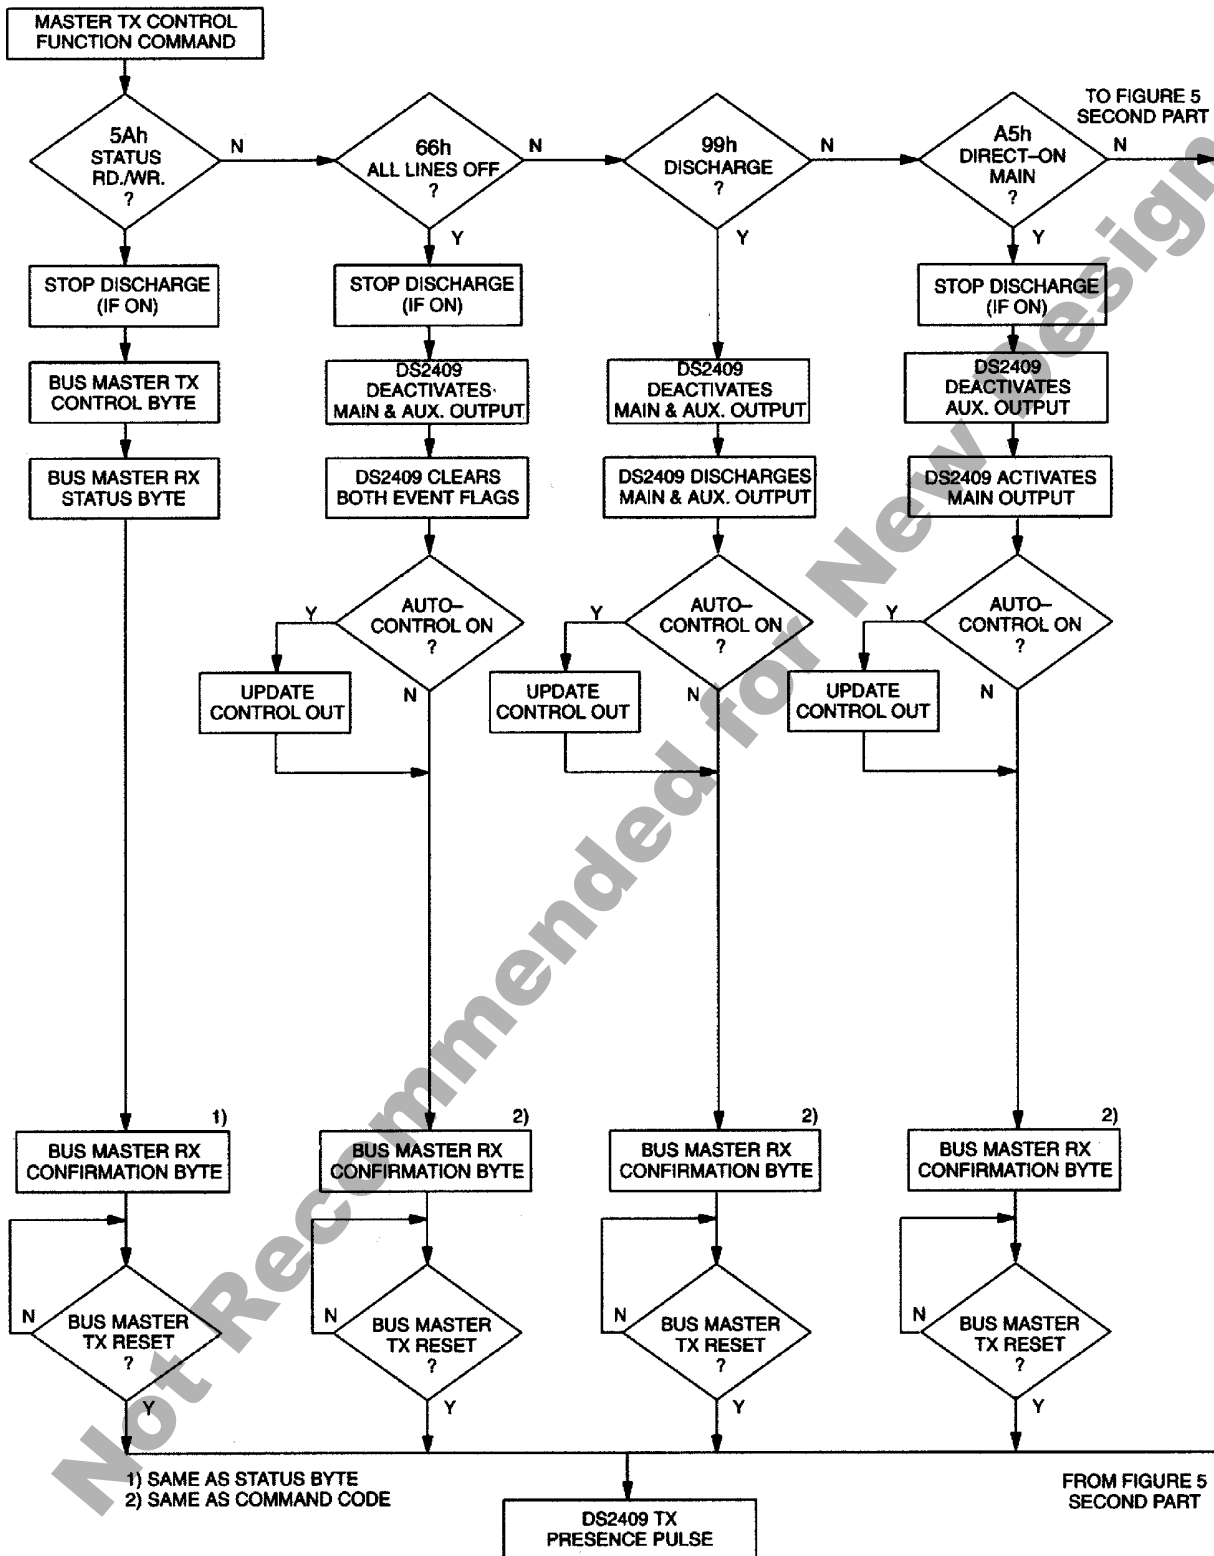 MASTER TX CONTROL
FUNCTION COMMAND
5Ah
STATUS
RD./WR.
?
N
66h
ALL LINES OFF
?
N
99h
DISCHARGE
?
N
A5h
DIRECT–ON
MAIN
?
N
TO FIGURE 5
SECOND PART
Y
Y
Y
STOP DISCHARGE
(IF ON)
BUS MASTER TX
CONTROL BYTE
BUS MASTER RX
STATUS BYTE
STOP DISCHARGE
(IF ON)
DS2409
DEACTIVATES
MAIN & AUX. OUTPUT
DS2409 CLEARS
BOTH EVENT FLAGS
AUTO–
CONTROL ON
?
Y
N
UPDATE
CONTROL OUT
DS2409
DEACTIVATES
MAIN & AUX. OUTPUT
DS2409 DISCHARGES
MAIN & AUX. OUTPUT
AUTO–
CONTROL ON
?
Y
N
UPDATE
CONTROL OUT
STOP DISCHARGE
(IF ON)
DS2409
DEACTIVATES
AUX. OUTPUT
DS2409 ACTIVATES
MAIN OUTPUT
AUTO–
CONTROL ON
?
Y
N
UPDATE
CONTROL OUT
1)
BUS MASTER RX
CONFIRMATION BYTE
N
BUS MASTER
TX RESET
?
Y
2)
BUS MASTER RX
CONFIRMATION BYTE
N
BUS MASTER
TX RESET
?
Y
2)
BUS MASTER RX
CONFIRMATION BYTE
N
BUS MASTER
TX RESET
?
Y
2)
BUS MASTER RX
CONFIRMATION BYTE
N
BUS MASTER
TX RESET
?
Y
1) SAME AS STATUS BYTE
2) SAME AS COMMAND CODE
DS2409 TX
PRESENCE PULSE
FROM FIGURE 5
SECOND PART
Not Recommended for New Design